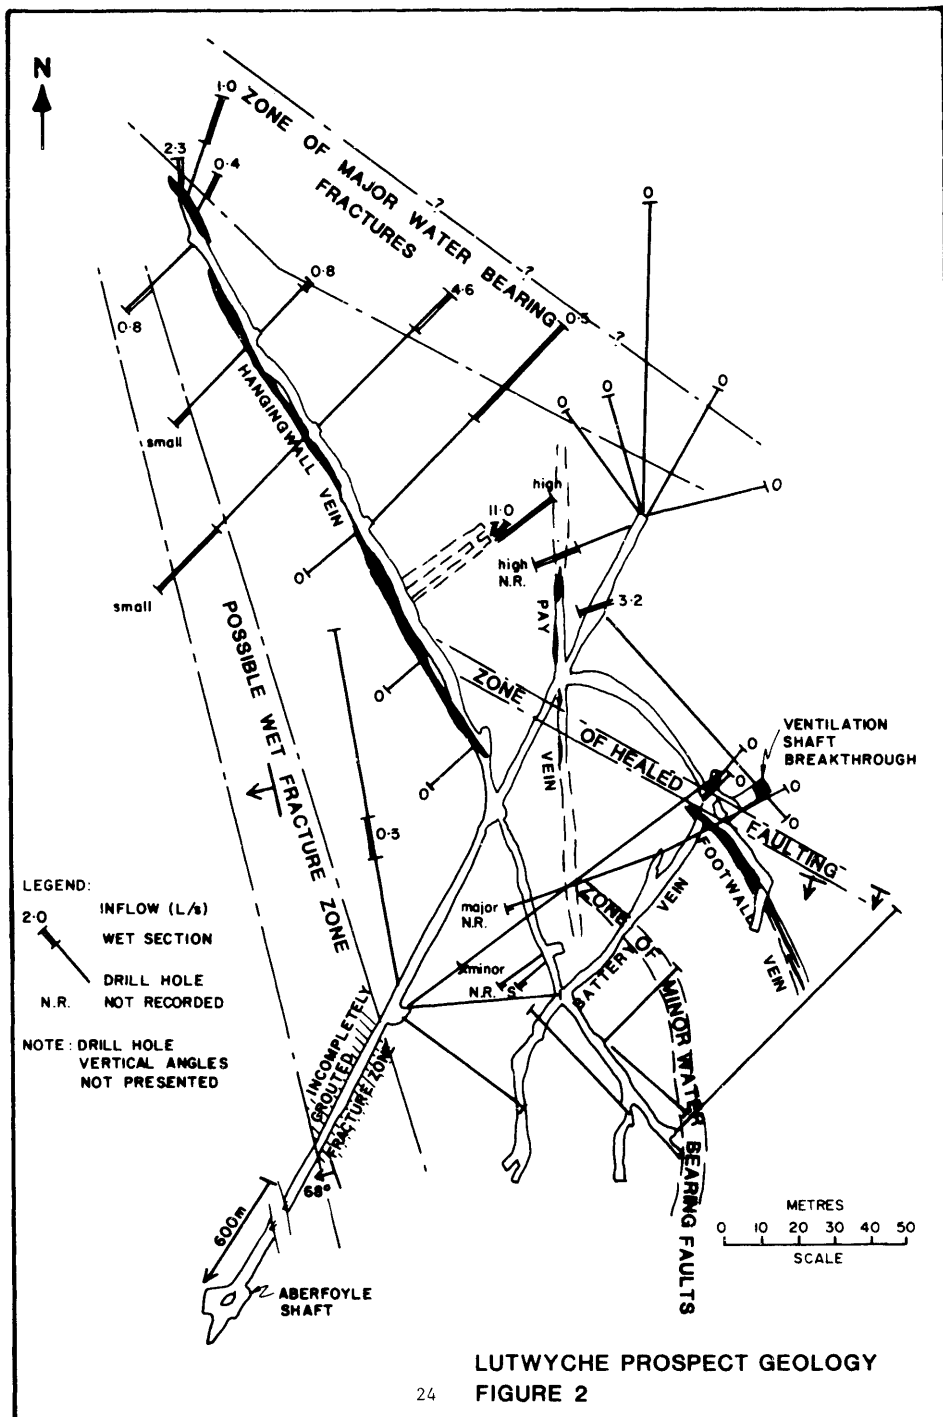 N
1·0
ZONE OF MAJOR WATER BEARING
FRACTURES
2·3
0·4
?
?
?
0·8
0·8
4·6
0·5
0
0
0
0
0
small
HANGINGWALL VEIN
high
11·0
high
N.R.
0
small
3·2
PAY
VEIN
POSSIBLE WET FRACTURE ZONE
0
0
ZONE OF HEALED FAULTING
VENTILATION
SHAFT
BREAKTHROUGH
0
0
0
0
0·3
FOOTWALL VEIN
BATTERY VEIN
major
N.R.
minor
N.R.
S
ZONE OF MINOR WATER BEARING FAULTS
LEGEND:
2·0
INFLOW (L/s)
WET SECTION
DRILL HOLE
N.R. NOT RECORDED
NOTE: DRILL HOLE
VERTICAL ANGLES
NOT PRESENTED
INCOMPLETELY
GROUTED
FRACTURE/ZONE
68°
600m
ABERFOYLE
SHAFT
METRES
0 10 20 30 40 50
SCALE
LUTWYCHE PROSPECT GEOLOGY
24 FIGURE 2